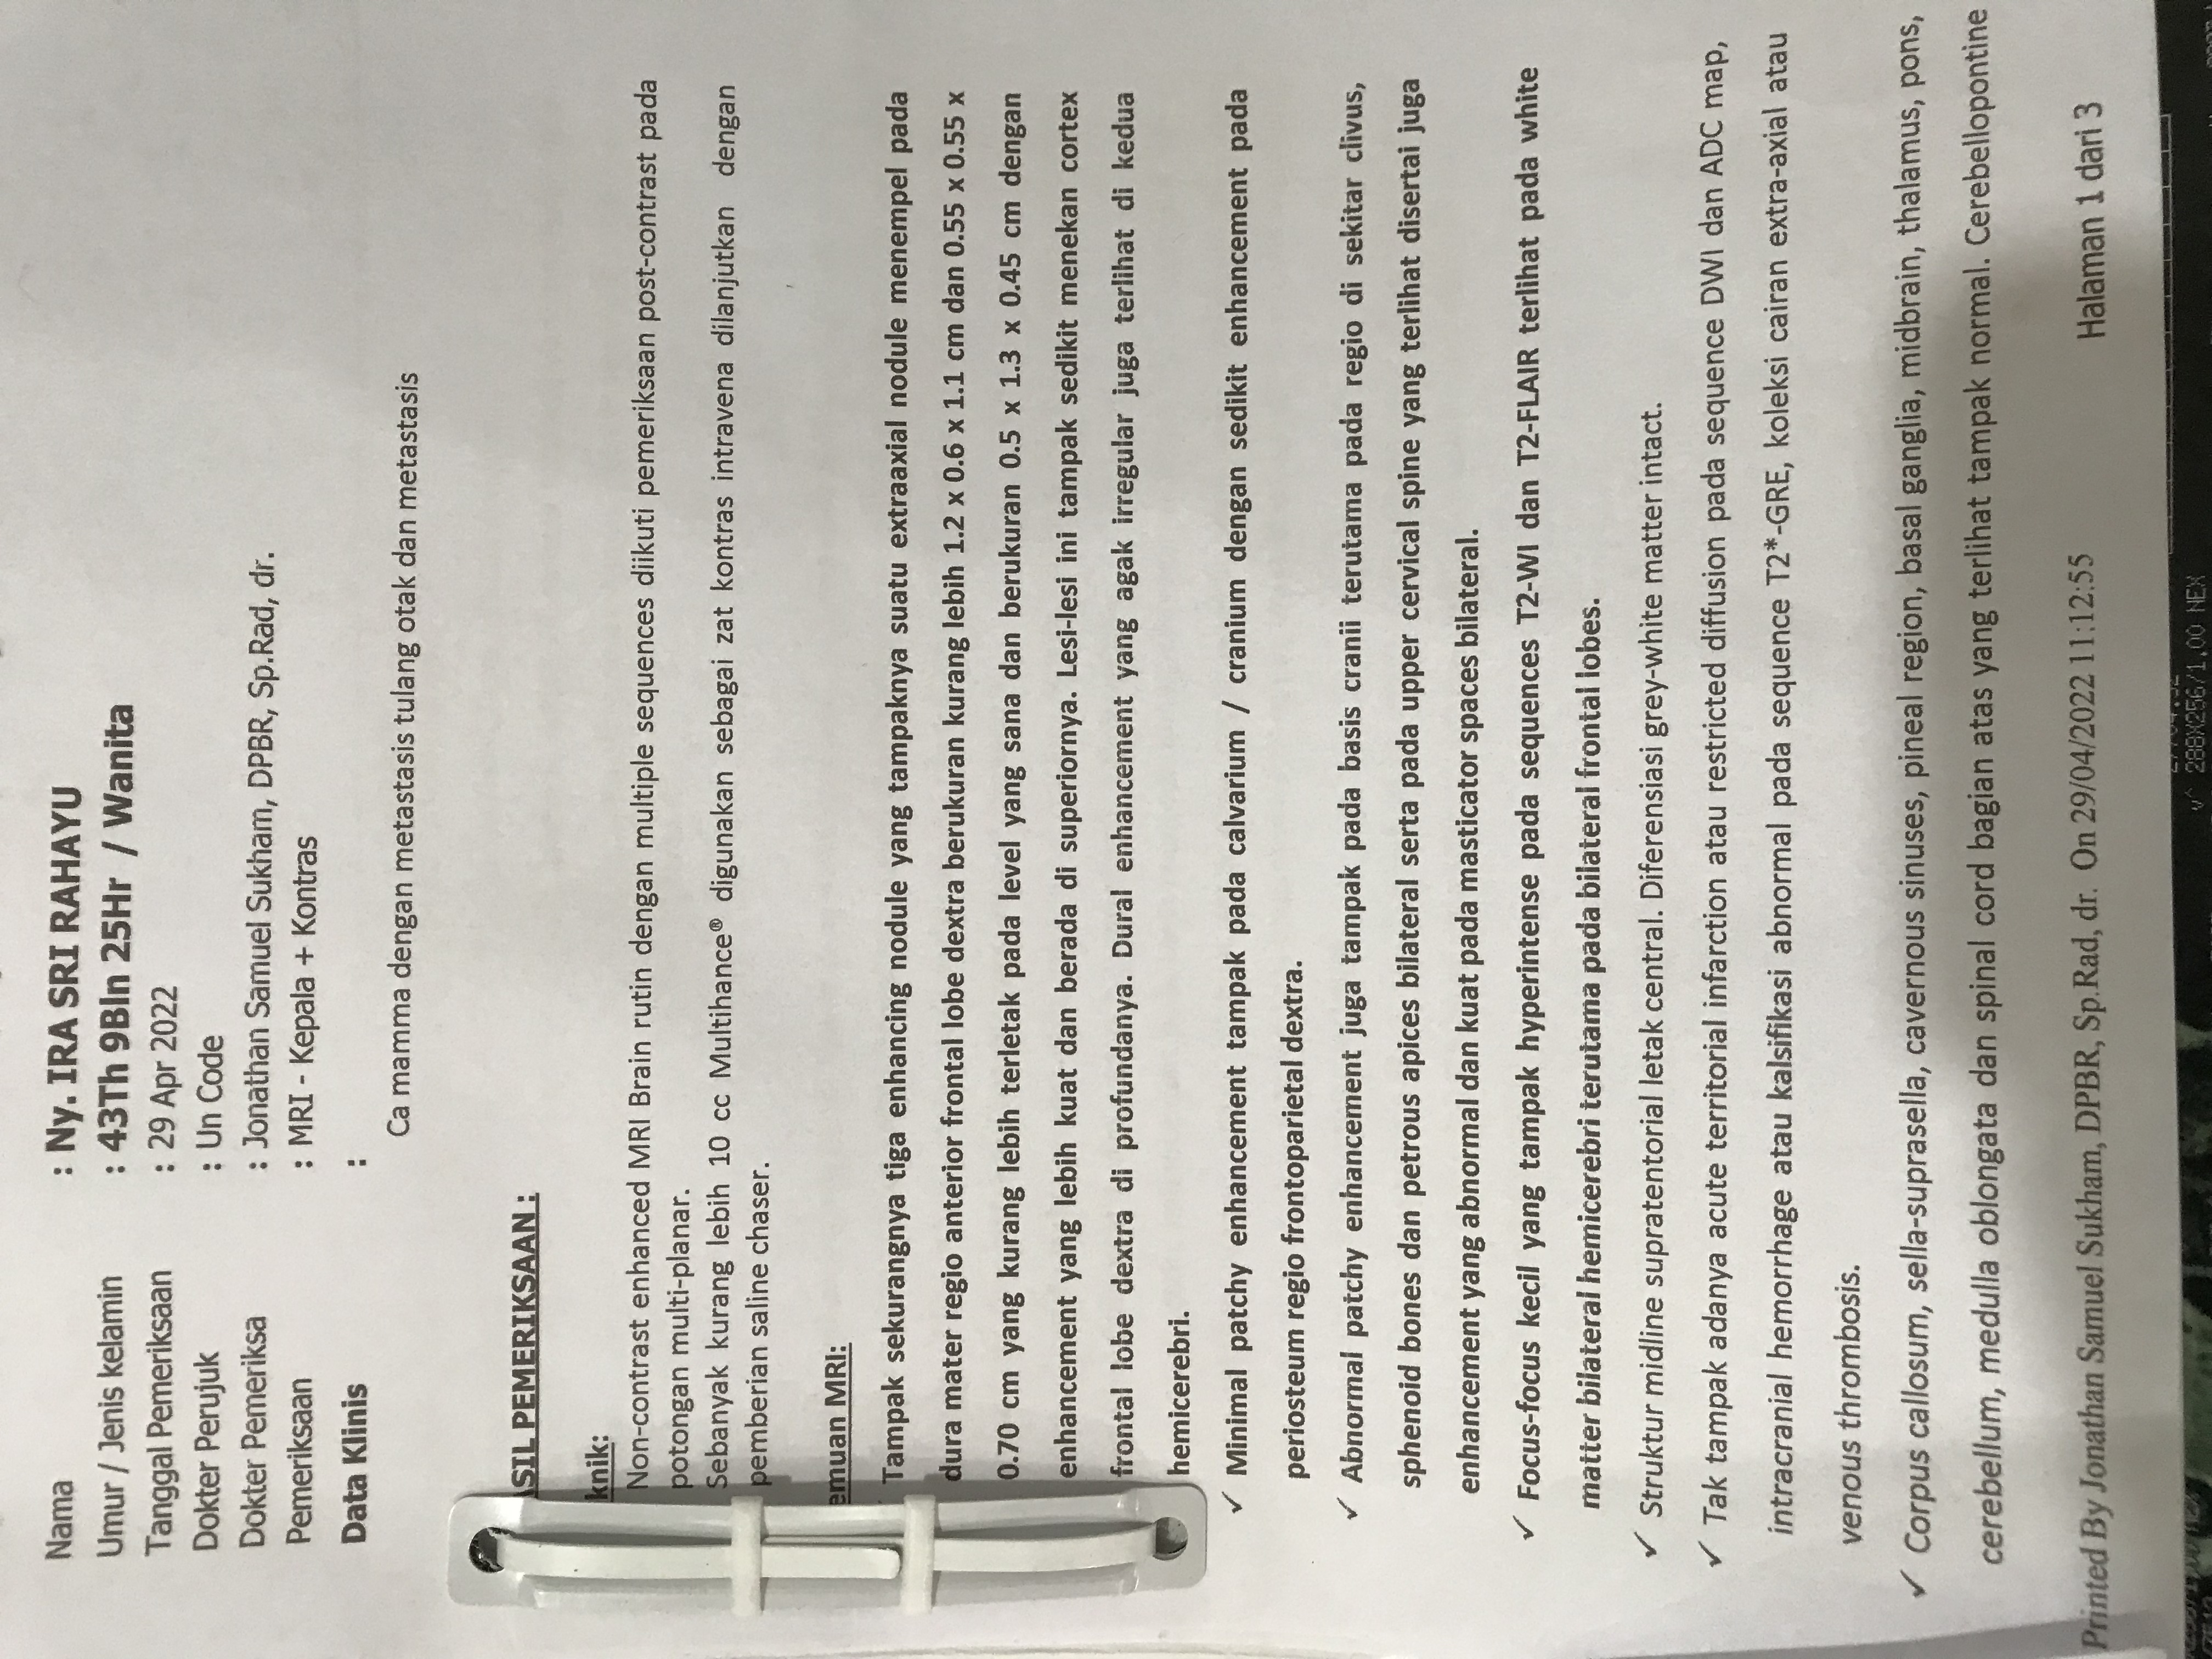 Nama : Ny. IRA SRI RAHAYU
Umur / Jenis kelamin : 43Th 9Bln 25Hr / Wanita
Tanggal Pemeriksaan : 29 Apr 2022
Dokter Perujuk : Un Code
Dokter Pemeriksa : Jonathan Samuel Sukham, DPBR, Sp.Rad, dr.
Pemeriksaan : MRI - Kepala + Kontras
Data Klinis :
Ca mamma dengan metastasis tulang otak dan metastasis
ASIL PEMERIKSAAN :
knik:
Non-contrast enhanced MRI Brain rutin dengan multiple sequences diikuti pemeriksaan post-contrast pada
potongan multi-planar.
Sebanyak kurang lebih 10 cc Multihance® digunakan sebagai zat kontras intravena dilanjutkan dengan
pemberian saline chaser.
emuan MRI:
Tampak sekurangnya tiga enhancing nodule yang tampaknya suatu extraaxial nodule menempel pada
dura mater regio anterior frontal lobe dextra berukuran kurang lebih 1.2 x 0.6 x 1.1 cm dan 0.55 x 0.55 x
0.70 cm yang kurang lebih terletak pada level yang sana dan berukuran 0.5 x 1.3 x 0.45 cm dengan
enhancement yang lebih kuat dan berada di superiornya. Lesi-lesi ini tampak sedikit menekan cortex
frontal lobe dextra di profundanya. Dural enhancement yang agak irregular juga terlihat di kedua
hemicerebri.
✓ Minimal patchy enhancement tampak pada calvarium / cranium dengan sedikit enhancement pada
periosteum regio frontoparietal dextra.
✓ Abnormal patchy enhancement juga tampak pada basis cranii terutama pada regio di sekitar clivus,
sphenoid bones dan petrous apices bilateral serta pada upper cervical spine yang terlihat disertai juga
enhancement yang abnormal dan kuat pada masticator spaces bilateral.
✓ Focus-focus kecil yang tampak hyperintense pada sequences T2-WI dan T2-FLAIR terlihat pada white
matter bilateral hemicerebri terutama pada bilateral frontal lobes.
✓ Struktur midline supratentorial letak central. Diferensiasi grey-white matter intact.
✓ Tak tampak adanya acute territorial infarction atau restricted diffusion pada sequence DWI dan ADC map,
intracranial hemorrhage atau kalsifikasi abnormal pada sequence T2*-GRE, koleksi cairan extra-axial atau
venous thrombosis.
✓ Corpus callosum, sella-suprasella, cavernous sinuses, pineal region, basal ganglia, midbrain, thalamus, pons,
cerebellum, medulla oblongata dan spinal cord bagian atas yang terlihat tampak normal. Cerebellopontine
Printed By Jonathan Samuel Sukham, DPBR, Sp.Rad, dr. On 29/04/2022 11:12:55
Halaman 1 dari 3
288X256/1.00 NEX